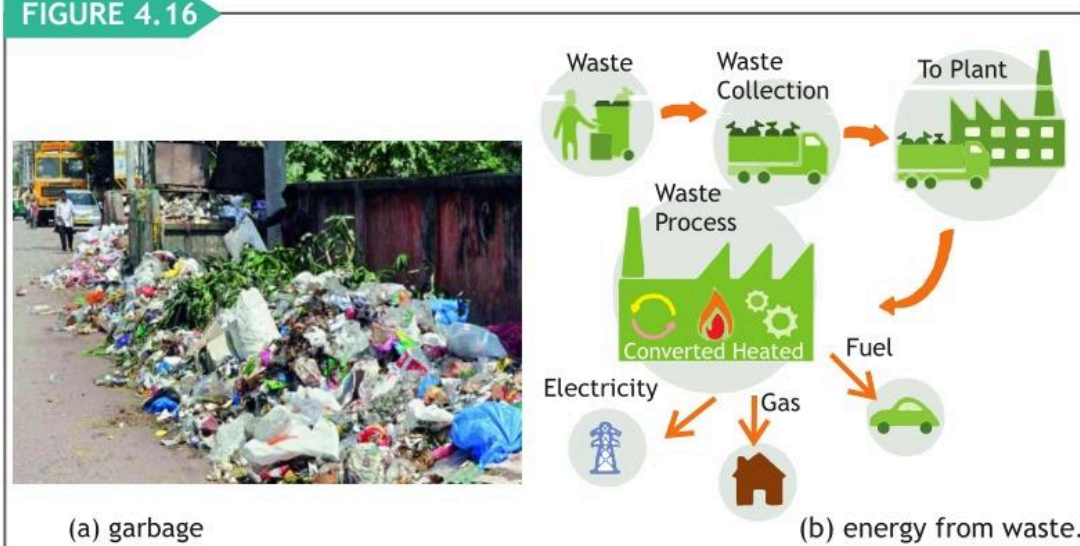 FIGURE 4.16
Waste
Waste
Collection
To Plant
Waste
Process
Converted Heated
Fuel
Electricity
Gas
(a) garbage
(b) energy from waste.